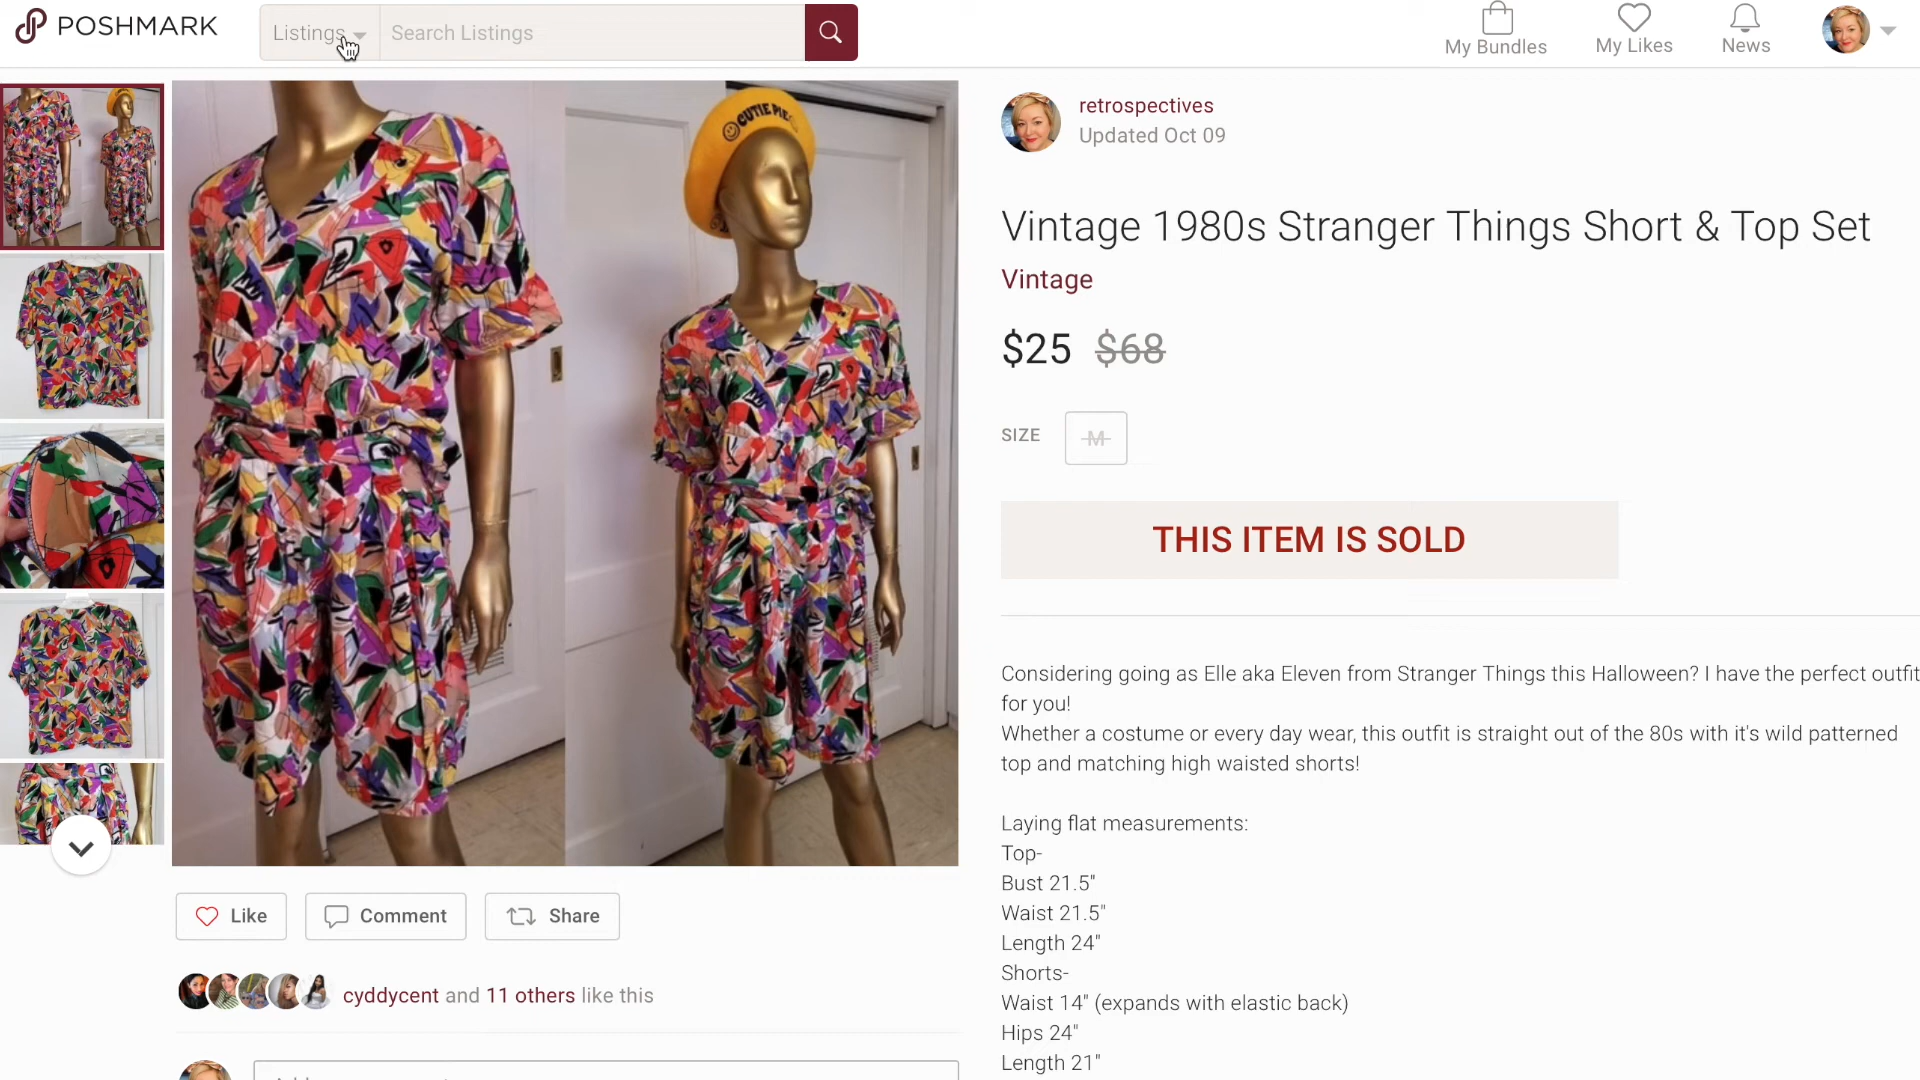 POSHMARK
Listings
Search Listings
My Bundles
My Likes
News
CUTIE PIE
retrospectives
Updated Oct 09
Vintage 1980s Stranger Things Short & Top Set
Vintage
$25 $68
SIZE M
THIS ITEM IS SOLD
Considering going as Elle aka Eleven from Stranger Things this Halloween? I have the perfect outfit
for you!
Whether a costume or every day wear, this outfit is straight out of the 80s with it's wild patterned
top and matching high waisted shorts!
Laying flat measurements:
Top-
Bust 21.5"
Waist 21.5"
Length 24"
Shorts-
Waist 14" (expands with elastic back)
Hips 24"
Length 21"
Like
Comment
Share
cyddycent and 11 others like this